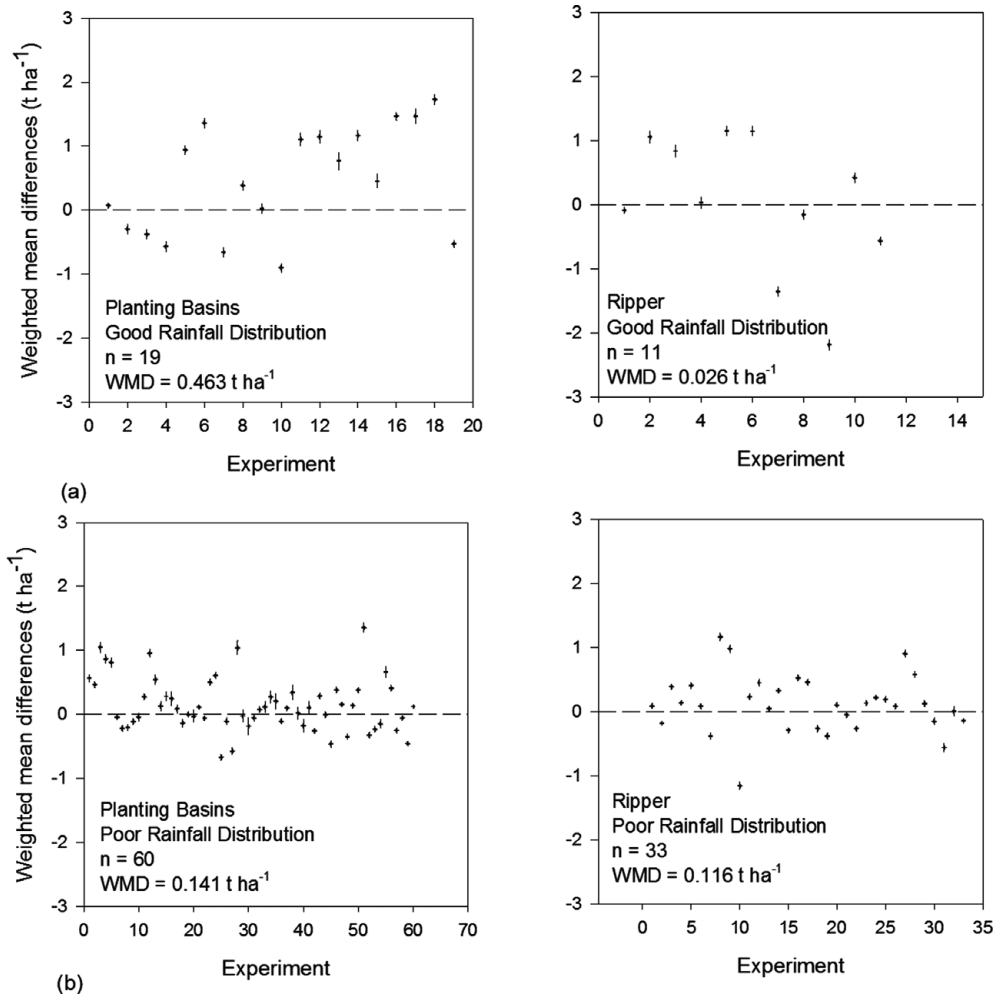 3
2
1
0
-1
-2
-3
Weighted mean differences (t ha⁻¹)
Planting Basins
Good Rainfall Distribution
n = 19
WMD = 0.463 t ha⁻¹
0 2 4 6 8 10 12 14 16 18 20
Experiment
3
2
1
0
-1
-2
-3
Ripper
Good Rainfall Distribution
n = 11
WMD = 0.026 t ha⁻¹
0 2 4 6 8 10 12 14
Experiment
(a)
3
2
1
0
-1
-2
-3
Weighted mean differences (t ha⁻¹)
Planting Basins
Poor Rainfall Distribution
n = 60
WMD = 0.141 t ha⁻¹
0 10 20 30 40 50 60 70
Experiment
3
2
1
0
-1
-2
-3
Ripper
Poor Rainfall Distribution
n = 33
WMD = 0.116 t ha⁻¹
0 5 10 15 20 25 30 35
Experiment
(b)